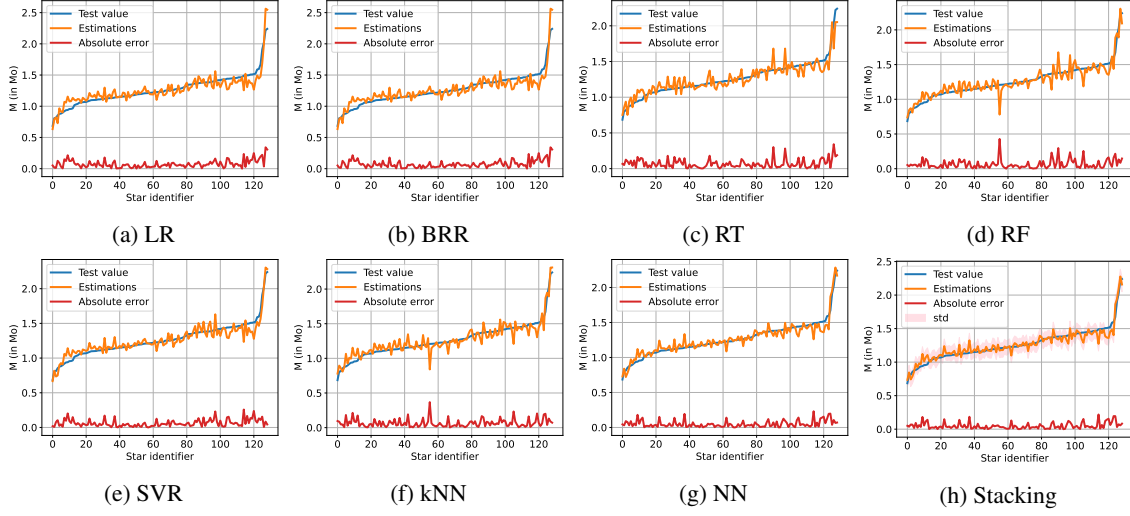 Test value
Estimations
Absolute error
M (in Mo)
2.5
2.0
1.5
1.0
0.5
0.0
0 20 40 60 80 100 120
Star identifier
(a) LR
Test value
Estimations
Absolute error
M (in Mo)
2.5
2.0
1.5
1.0
0.5
0.0
0 20 40 60 80 100 120
Star identifier
(b) BRR
Test value
Estimations
Absolute error
M (in Mo)
2.0
1.5
1.0
0.5
0.0
0 20 40 60 80 100 120
Star identifier
(c) RT
Test value
Estimations
Absolute error
M (in Mo)
2.0
1.5
1.0
0.5
0.0
0 20 40 60 80 100 120
Star identifier
(d) RF
Test value
Estimations
Absolute error
M (in Mo)
2.0
1.5
1.0
0.5
0.0
0 20 40 60 80 100 120
Star identifier
(e) SVR
Test value
Estimations
Absolute error
M (in Mo)
2.0
1.5
1.0
0.5
0.0
0 20 40 60 80 100 120
Star identifier
(f) kNN
Test value
Estimations
Absolute error
M (in Mo)
2.0
1.5
1.0
0.5
0.0
0 20 40 60 80 100 120
Star identifier
(g) NN
Test value
Estimations
Absolute error
std
M (in Mo)
2.5
2.0
1.5
1.0
0.5
0.0
0 20 40 60 80 100 120
Star identifier
(h) Stacking